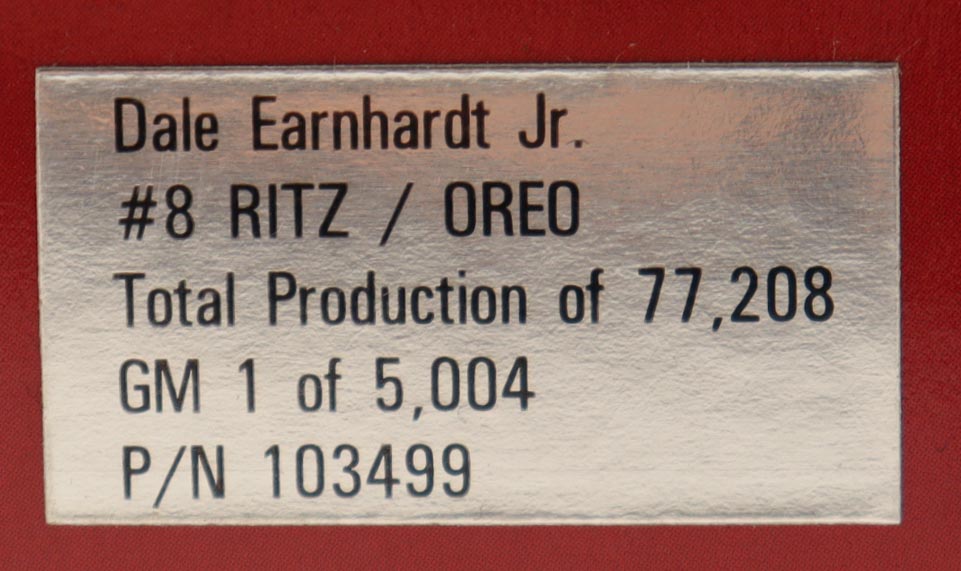 Dale Earnhardt Jr.
#8 RITZ / OREO
Total Production of 77,208
GM 1 of 5,004
P/N 103499